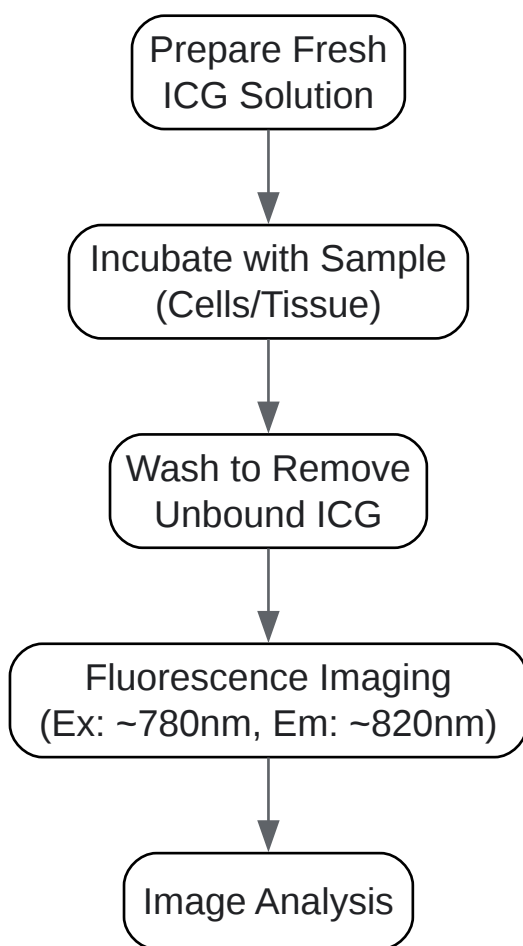 Prepare Fresh
ICG Solution
Incubate with Sample
(Cells/Tissue)
Wash to Remove
Unbound ICG
Fluorescence Imaging
(Ex: ~780nm, Em: ~820nm)
Image Analysis